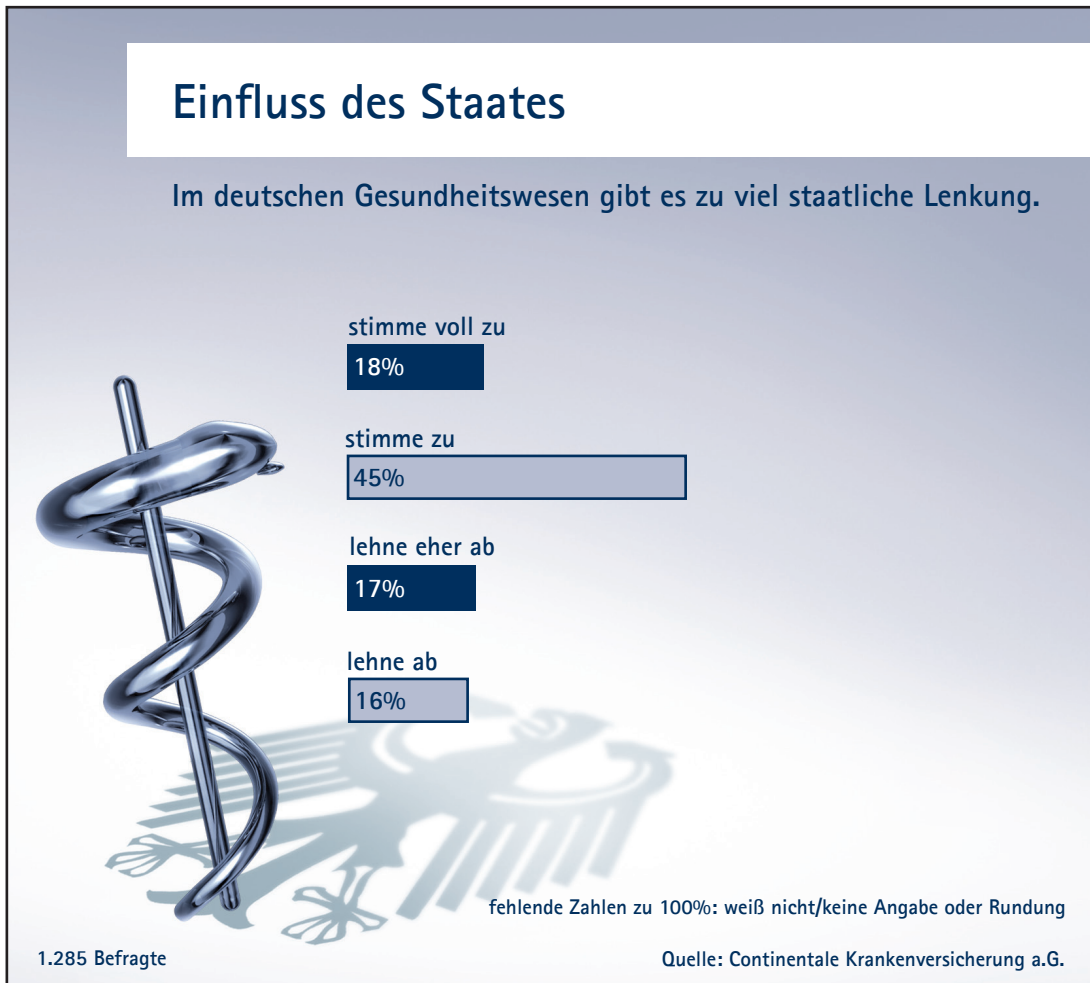 Einfluss des Staates
Im deutschen Gesundheitswesen gibt es zu viel staatliche Lenkung.
stimme voll zu
18%
stimme zu
45%
lehne eher ab
17%
lehne ab
16%
fehlende Zahlen zu 100%: weiß nicht/keine Angabe oder Rundung
1.285 Befragte
Quelle: Continentale Krankenversicherung a.G.